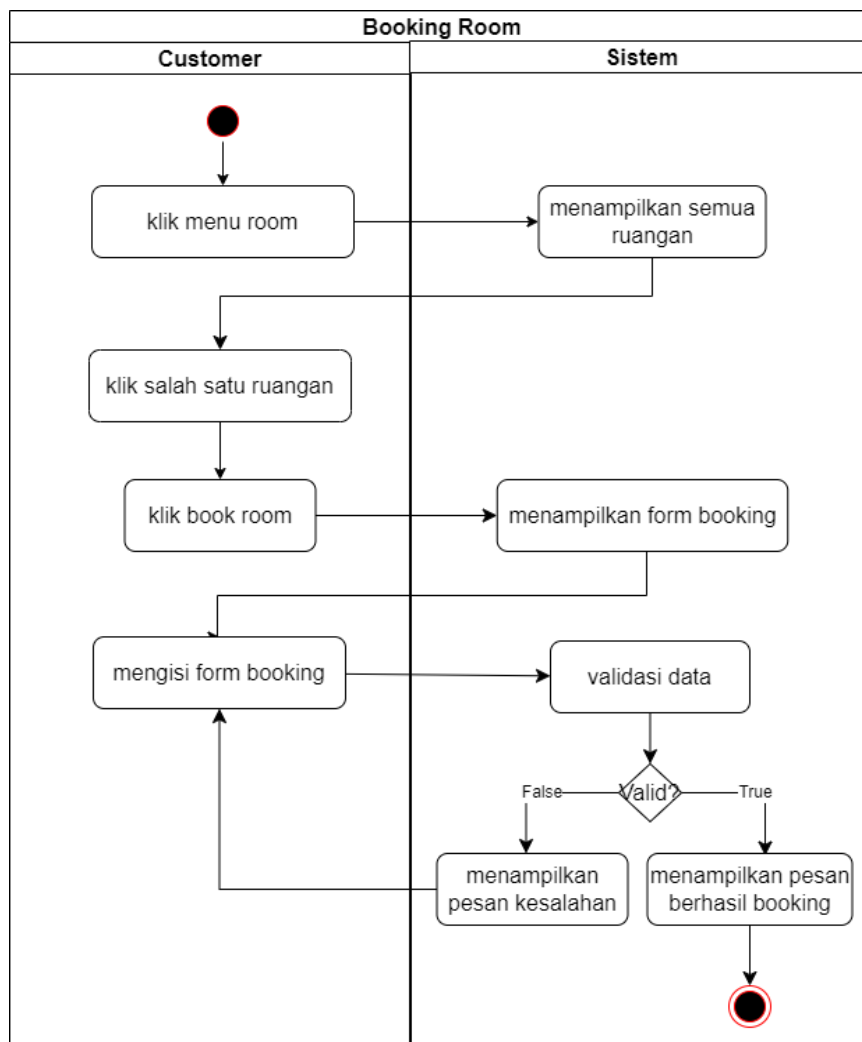 Booking Room
Customer
Sistem
klik menu room
menampilkan semua
ruangan
klik salah satu ruangan
klik book room
menampilkan form booking
mengisi form booking
validasi data
Valid?
False
True
menampilkan
pesan kesalahan
menampilkan pesan
berhasil booking